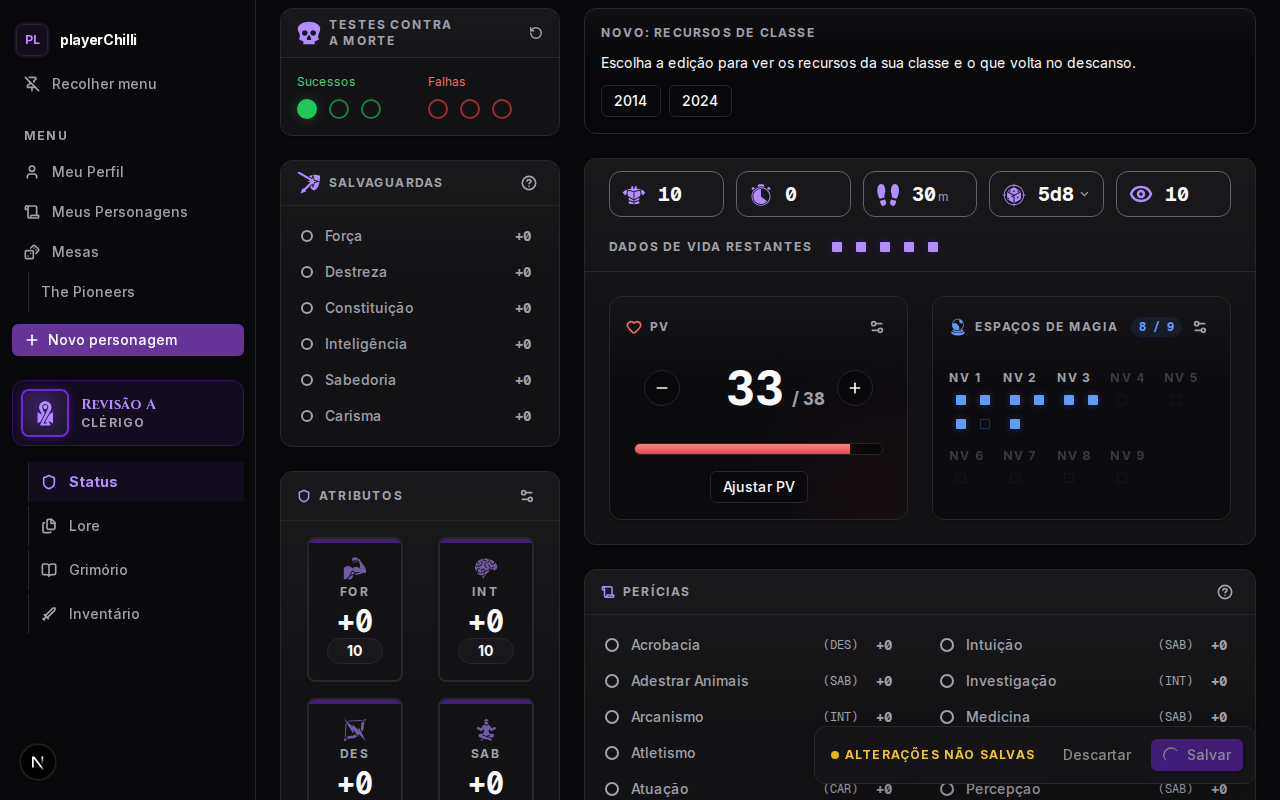 PL
playerChilli
Recolher menu
MENU
Meu Perfil
Meus Personagens
Mesas
The Pioneers
Novo personagem
Revisão A
CLÉRIGO
Status
Lore
Grimório
Inventário
N
TESTES CONTRA
A MORTE
Sucessos
Falhas
SALVAGUARDAS
Força +0
Destreza +0
Constituição +0
Inteligência +0
Sabedoria +0
Carisma +0
ATRIBUTOS
FOR
+0
10
INT
+0
10
DES
+0
SAB
+0
NOVO: RECURSOS DE CLASSE
Escolha a edição para ver os recursos da sua classe e o que volta no descanso.
2014
2024
10
0
30m
5d8
10
DADOS DE VIDA RESTANTES
PV
33 / 38
Ajustar PV
ESPAÇOS DE MAGIA 8 / 9
NV 1 NV 2 NV 3 NV 4 NV 5
NV 6 NV 7 NV 8 NV 9
PERÍCIAS
Acrobacia (DES) +0
Adestrar Animais (SAB) +0
Arcanismo (INT) +0
Atletismo
Atuação (CAR) +0
Intuição (SAB) +0
Investigação (INT) +0
Medicina (SAB) +0
Percepção (SAB) +0
ALTERAÇÕES NÃO SALVAS
Descartar
Salvar